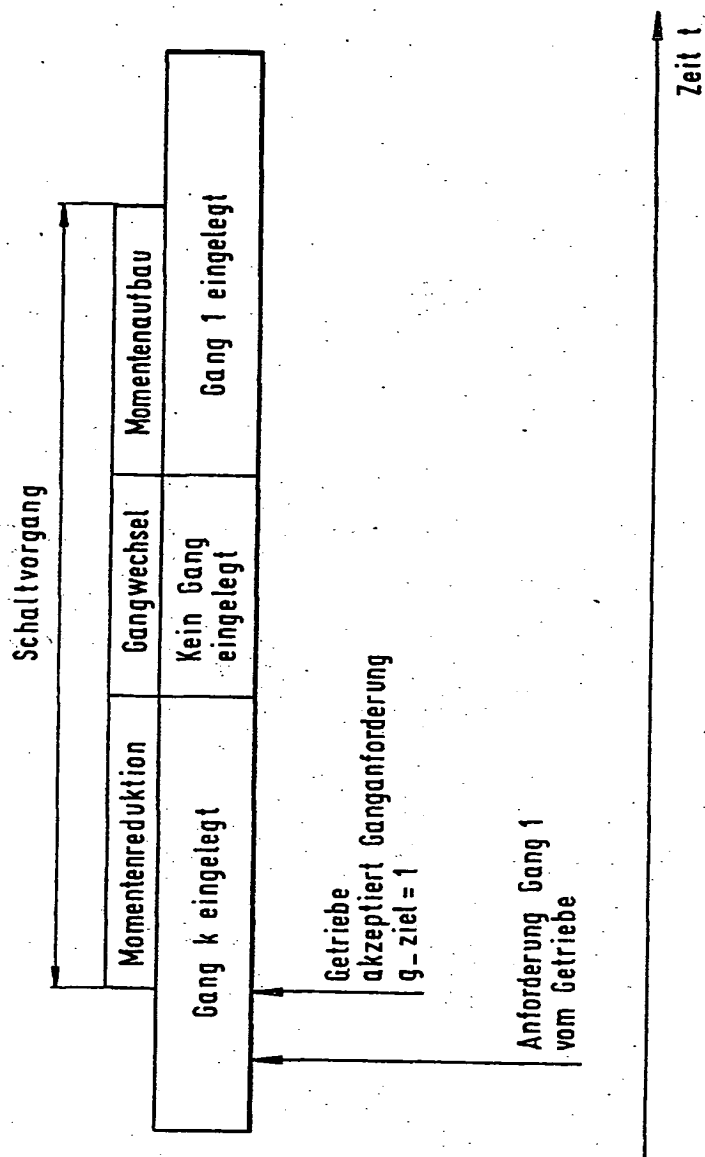 Schaltvorgang
Momentenreduktion
Gangwechsel
Momentenaufbau
Gang k eingelegt
Kein Gang
eingelegt
Gang 1 eingelegt
Getriebe
akzeptiert Ganganforderung
g_ziel = 1
Anforderung Gang 1
vom Getriebe
Zeit t